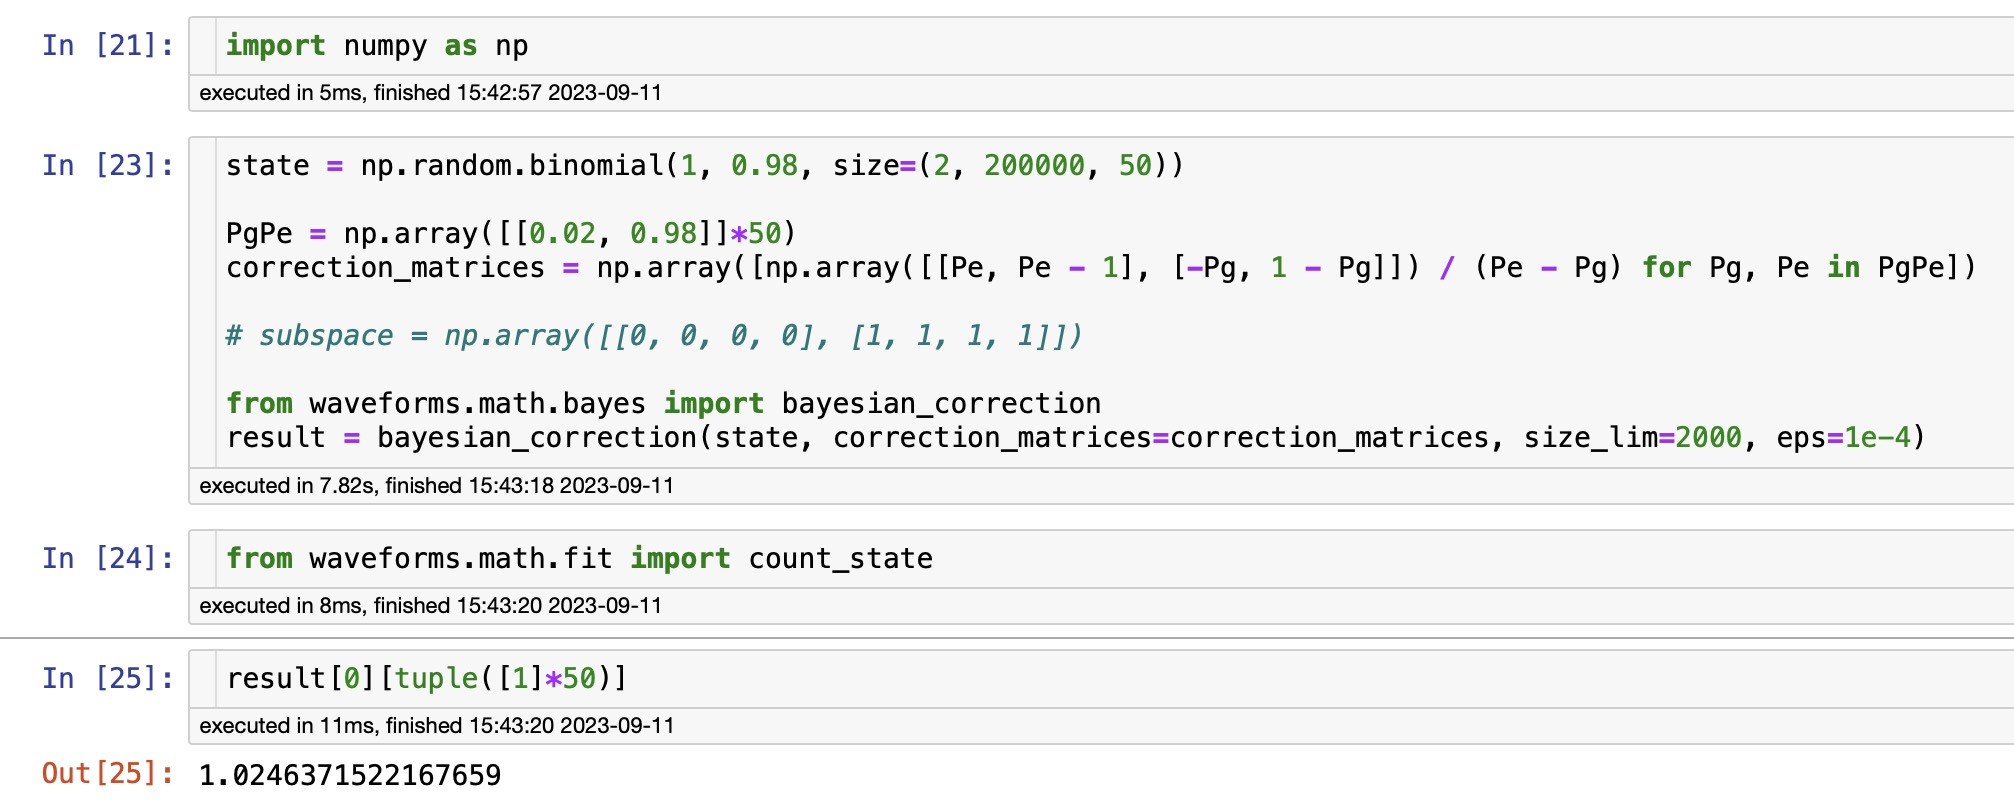 In [21]: import numpy as np
executed in 5ms, finished 15:42:57 2023-09-11
In [23]: state = np.random.binomial(1, 0.98, size=(2, 200000, 50))
PgPe = np.array([[0.02, 0.98]]*50)
correction_matrices = np.array([np.array([[Pe, Pe - 1], [-Pg, 1 - Pg]]) / (Pe - Pg) for Pg, Pe in PgPe])
# subspace = np.array([[0, 0, 0, 0], [1, 1, 1, 1]])
from waveforms.math.bayes import bayesian_correction
result = bayesian_correction(state, correction_matrices=correction_matrices, size_lim=2000, eps=1e-4)
executed in 7.82s, finished 15:43:18 2023-09-11
In [24]: from waveforms.math.fit import count_state
executed in 8ms, finished 15:43:20 2023-09-11
In [25]: result[0][tuple([1]*50)]
executed in 11ms, finished 15:43:20 2023-09-11
Out[25]: 1.0246371522167659